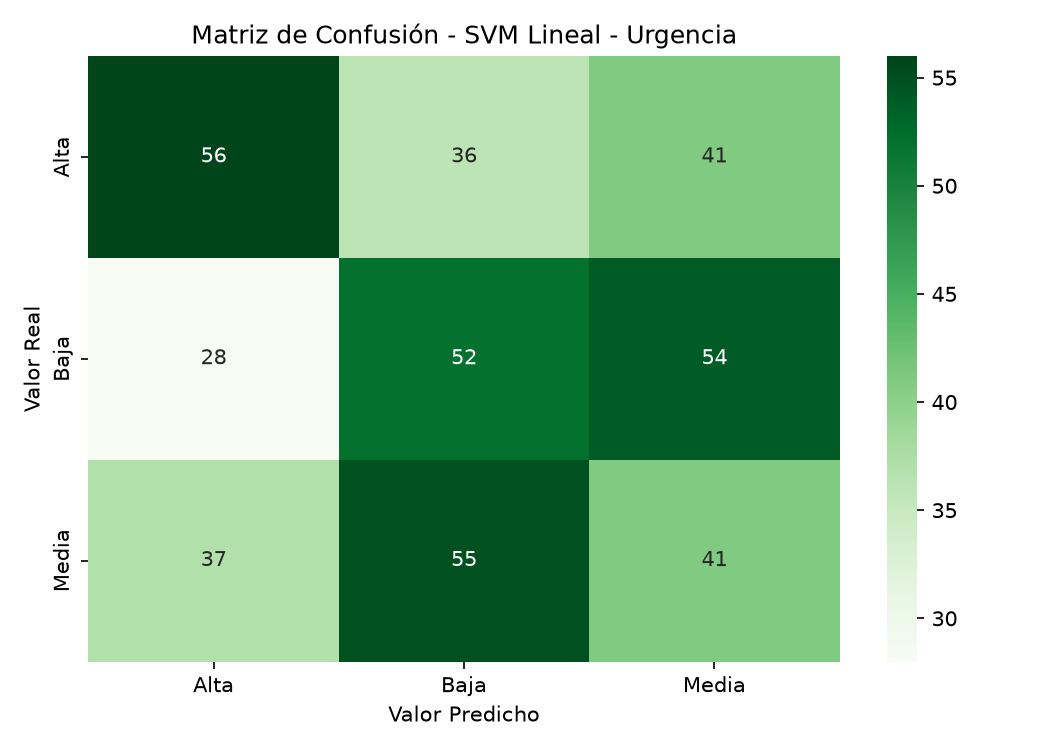 Matriz de Confusión - SVM Lineal - Urgencia
Valor Real
Alta
56 36 41
Baja
28 52 54
Media
37 55 41
Alta Baja Media
Valor Predicho
55
50
45
40
35
30